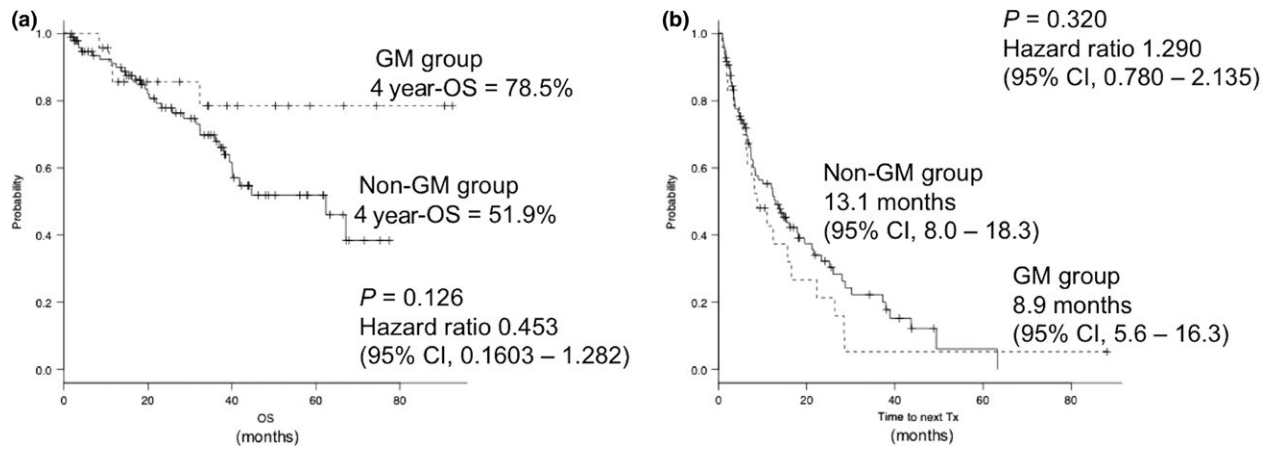 (a)
1.0
0.8
0.6
0.4
0.2
0.0
Probability
0
20
40
60
80
OS
(months)
GM group
4 year-OS = 78.5%
Non-GM group
4 year-OS = 51.9%
P = 0.126
Hazard ratio 0.453
(95% CI, 0.1603 – 1.282)
(b)
1.0
0.8
0.6
0.4
0.2
0.0
Probability
0
20
40
60
80
Time to next Tx
(months)
P = 0.320
Hazard ratio 1.290
(95% CI, 0.780 – 2.135)
Non-GM group
13.1 months
(95% CI, 8.0 – 18.3)
GM group
8.9 months
(95% CI, 5.6 – 16.3)